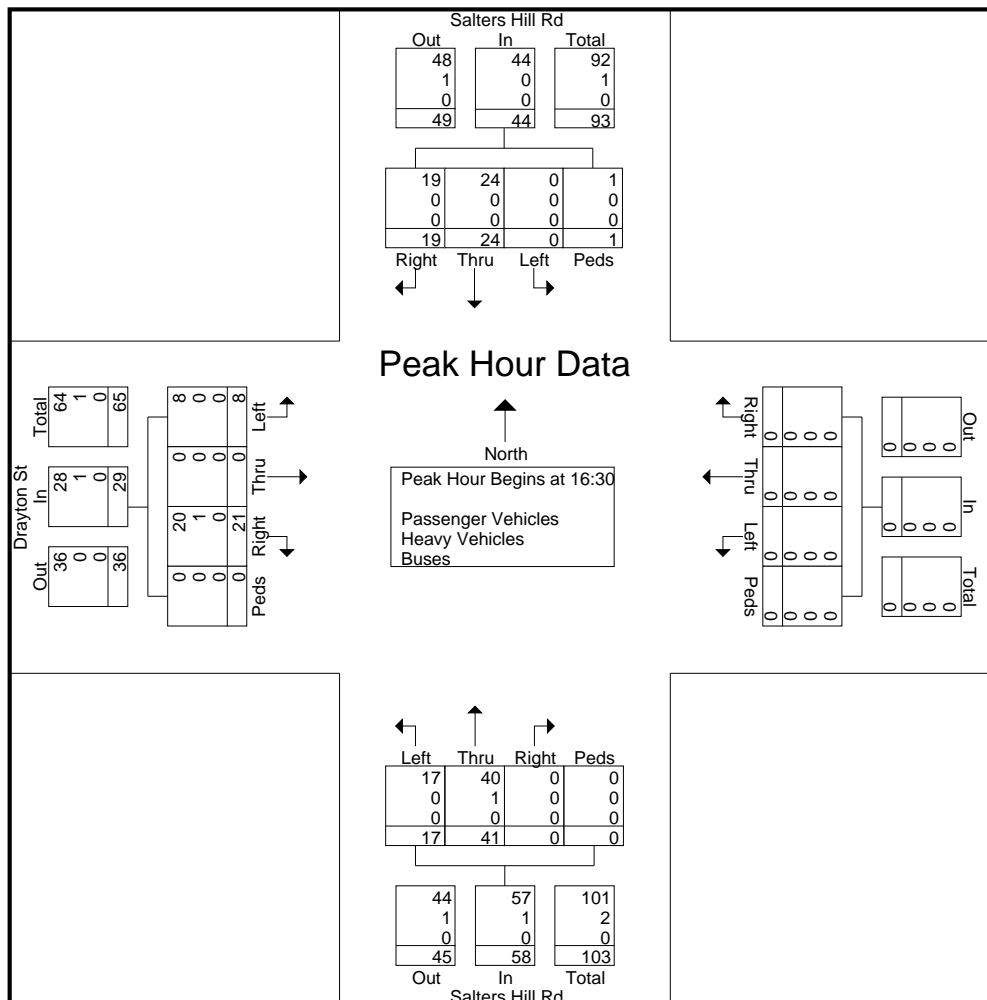 Salters Hill Rd
Out In Total
48 44 92
1 0 1
0 0 0
49 44 93
19 24 0 1
0 0 0 0
0 0 0 0
19 24 0 1
Right Thru Left Peds
Peak Hour Data
North
Peak Hour Begins at 16:30
Passenger Vehicles
Heavy Vehicles
Buses
Drayton St
Out In Total
36 28 64
0 1 1
0 0 0
36 29 65
Peds Right Thru Left
0 20 0 8
0 1 0 0
0 0 0 0
0 21 0 8
Right Thru Left Peds
0 0 0 0
0 0 0 0
0 0 0 0
0 0 0 0
Out In Total
0 0 0
0 0 0
0 0 0
0 0 0
Left Thru Right Peds
17 40 0 0
0 1 0 0
0 0 0 0
17 41 0 0
44 57 101
1 1 2
0 0 0
45 58 103
Out In Total
Salters Hill Rd